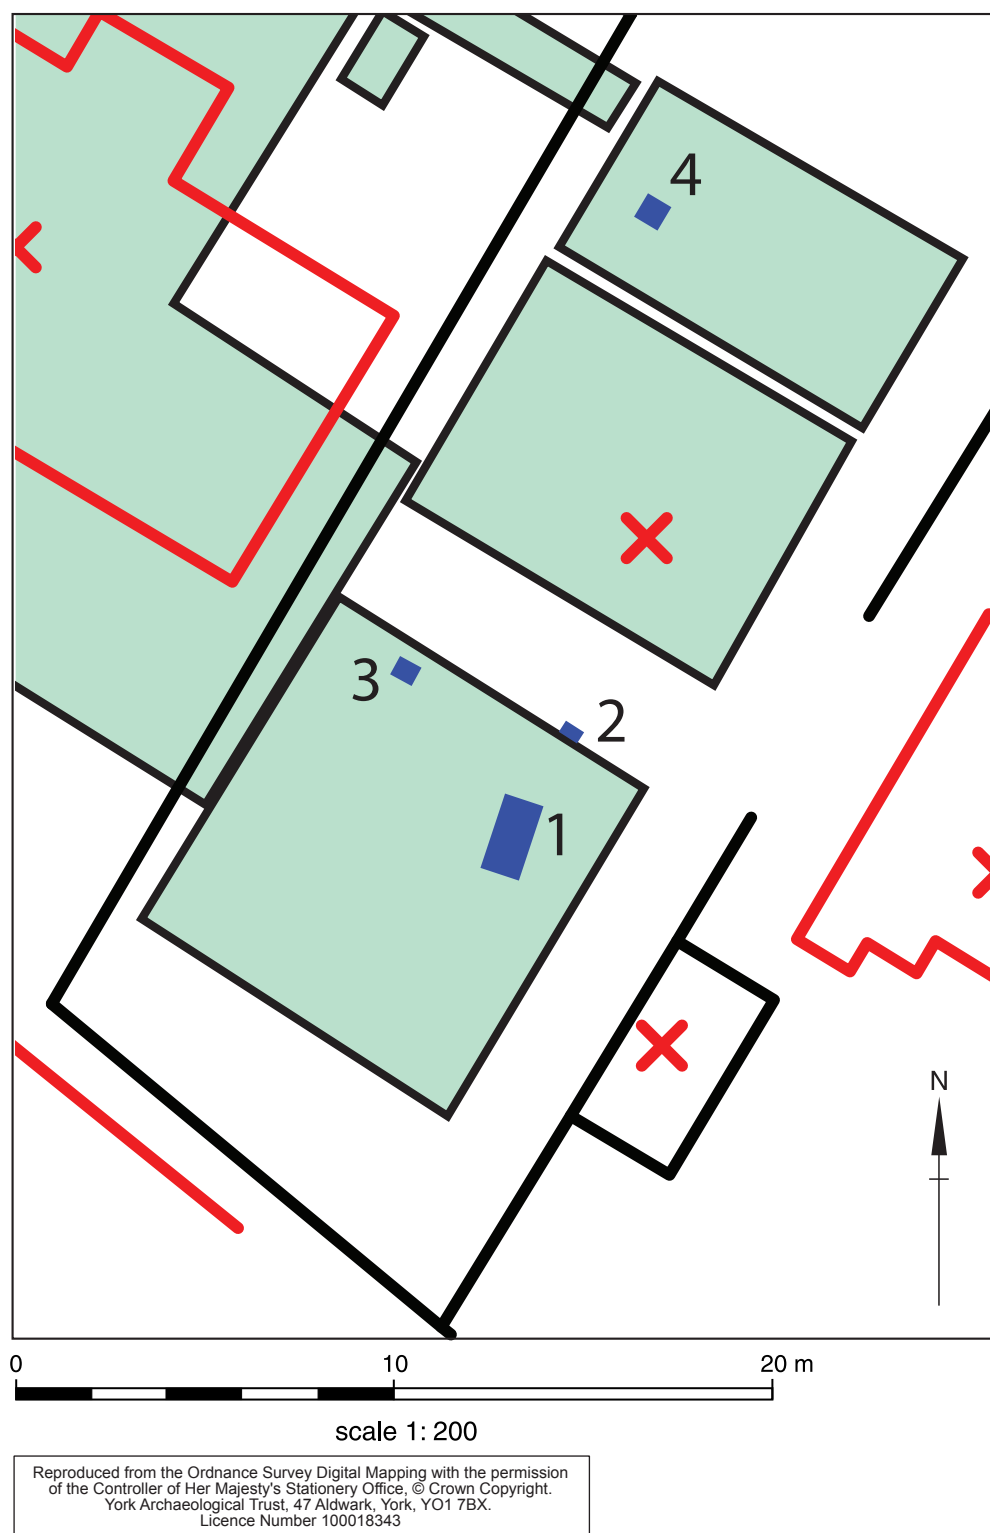 4
3
2
1
N
0 10 20 m
scale 1: 200
Reproduced from the Ordnance Survey Digital Mapping with the permission
of the Controller of Her Majesty's Stationery Office, © Crown Copyright.
York Archaeological Trust, 47 Aldwark, York, YO1 7BX.
Licence Number 100018343